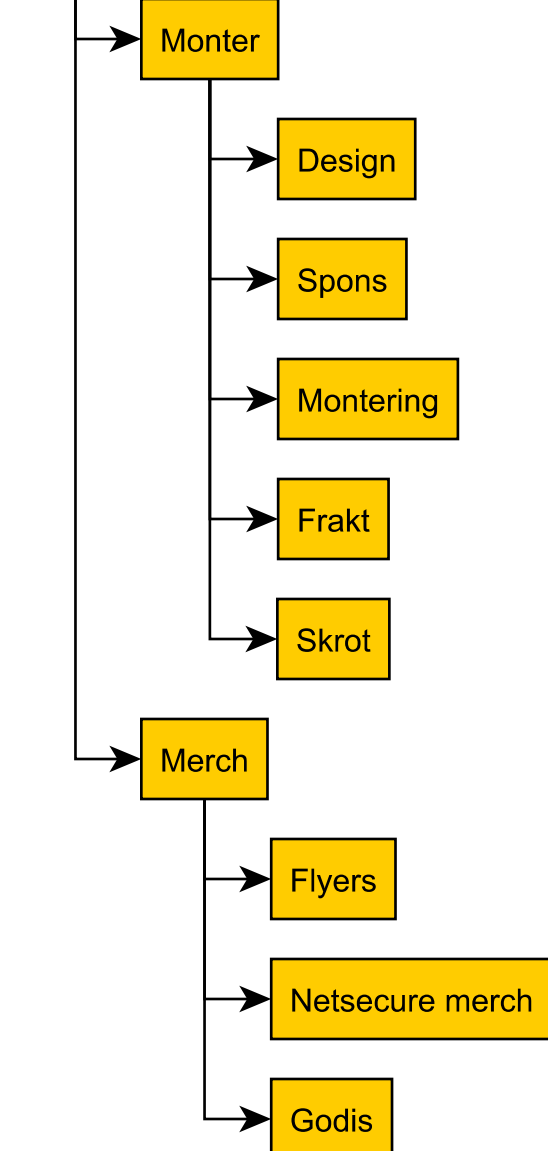 Monter
Design
Spons
Montering
Frakt
Skrot
Merch
Flyers
Netsecure merch
Godis